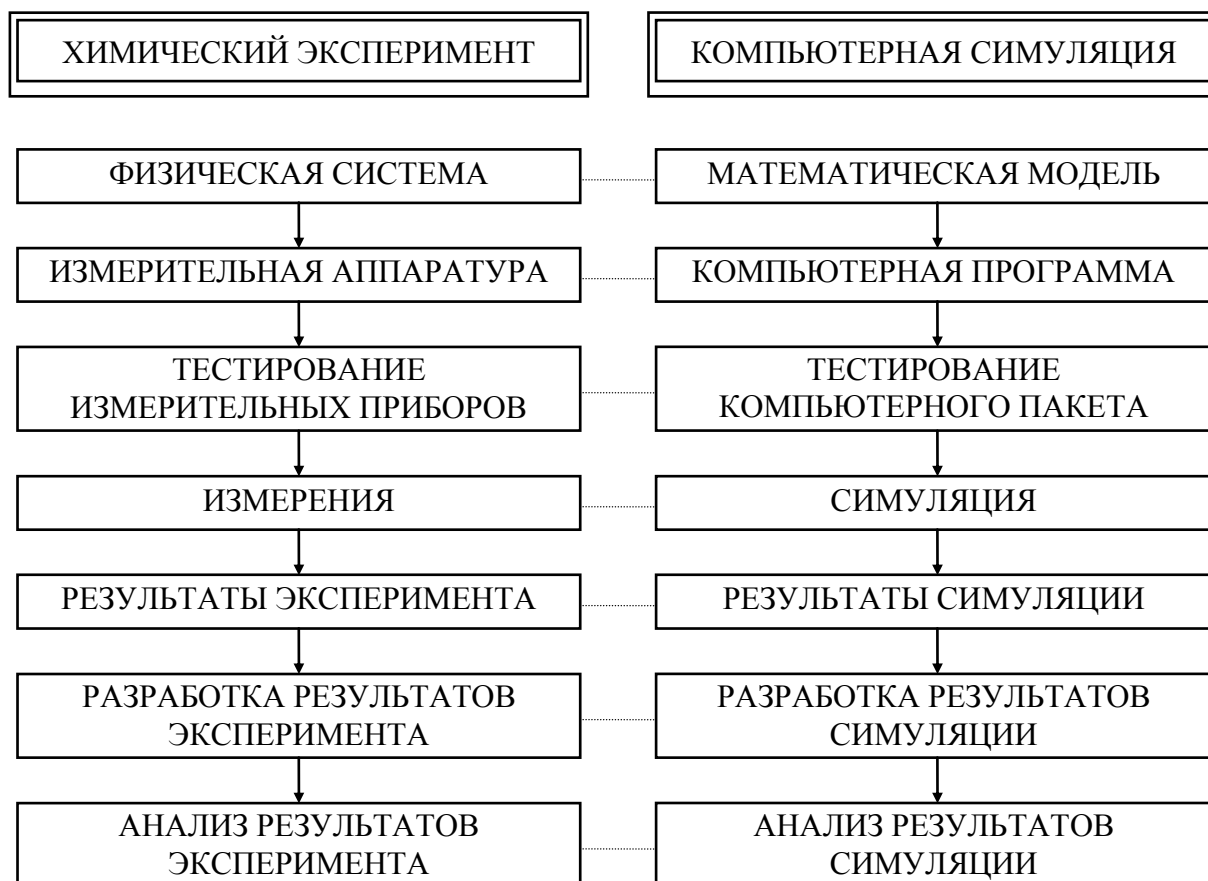 ХИМИЧЕСКИЙ ЭКСПЕРИМЕНТ
КОМПЬЮТЕРНАЯ СИМУЛЯЦИЯ
ФИЗИЧЕСКАЯ СИСТЕМА
МАТЕМАТИЧЕСКАЯ МОДЕЛЬ
ИЗМЕРИТЕЛЬНАЯ АППАРАТУРА
КОМПЬЮТЕРНАЯ ПРОГРАММА
ТЕСТИРОВАНИЕ
ИЗМЕРИТЕЛЬНЫХ ПРИБОРОВ
ТЕСТИРОВАНИЕ
КОМПЬЮТЕРНОГО ПАКЕТА
ИЗМЕРЕНИЯ
СИМУЛЯЦИЯ
РЕЗУЛЬТАТЫ ЭКСПЕРИМЕНТА
РЕЗУЛЬТАТЫ СИМУЛЯЦИИ
РАЗРАБОТКА РЕЗУЛЬТАТОВ
ЭКСПЕРИМЕНТА
РАЗРАБОТКА РЕЗУЛЬТАТОВ
СИМУЛЯЦИИ
АНАЛИЗ РЕЗУЛЬТАТОВ
ЭКСПЕРИМЕНТА
АНАЛИЗ РЕЗУЛЬТАТОВ
СИМУЛЯЦИИ